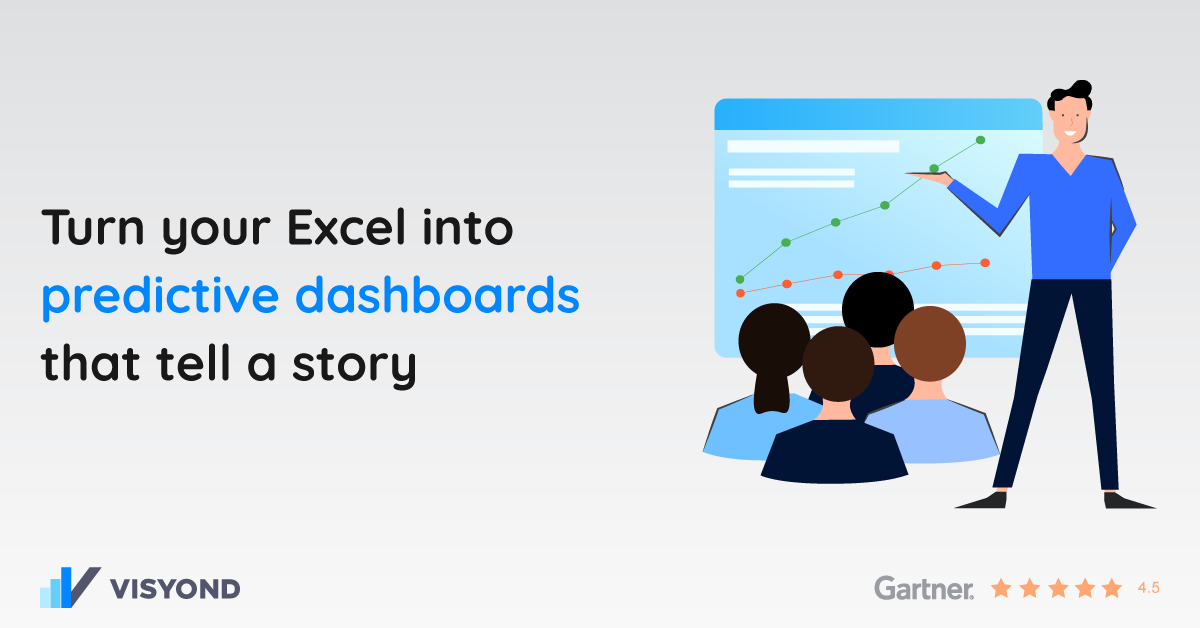 Turn your Excel into
predictive dashboards
that tell a story
VISYOND
Gartner. 4.5